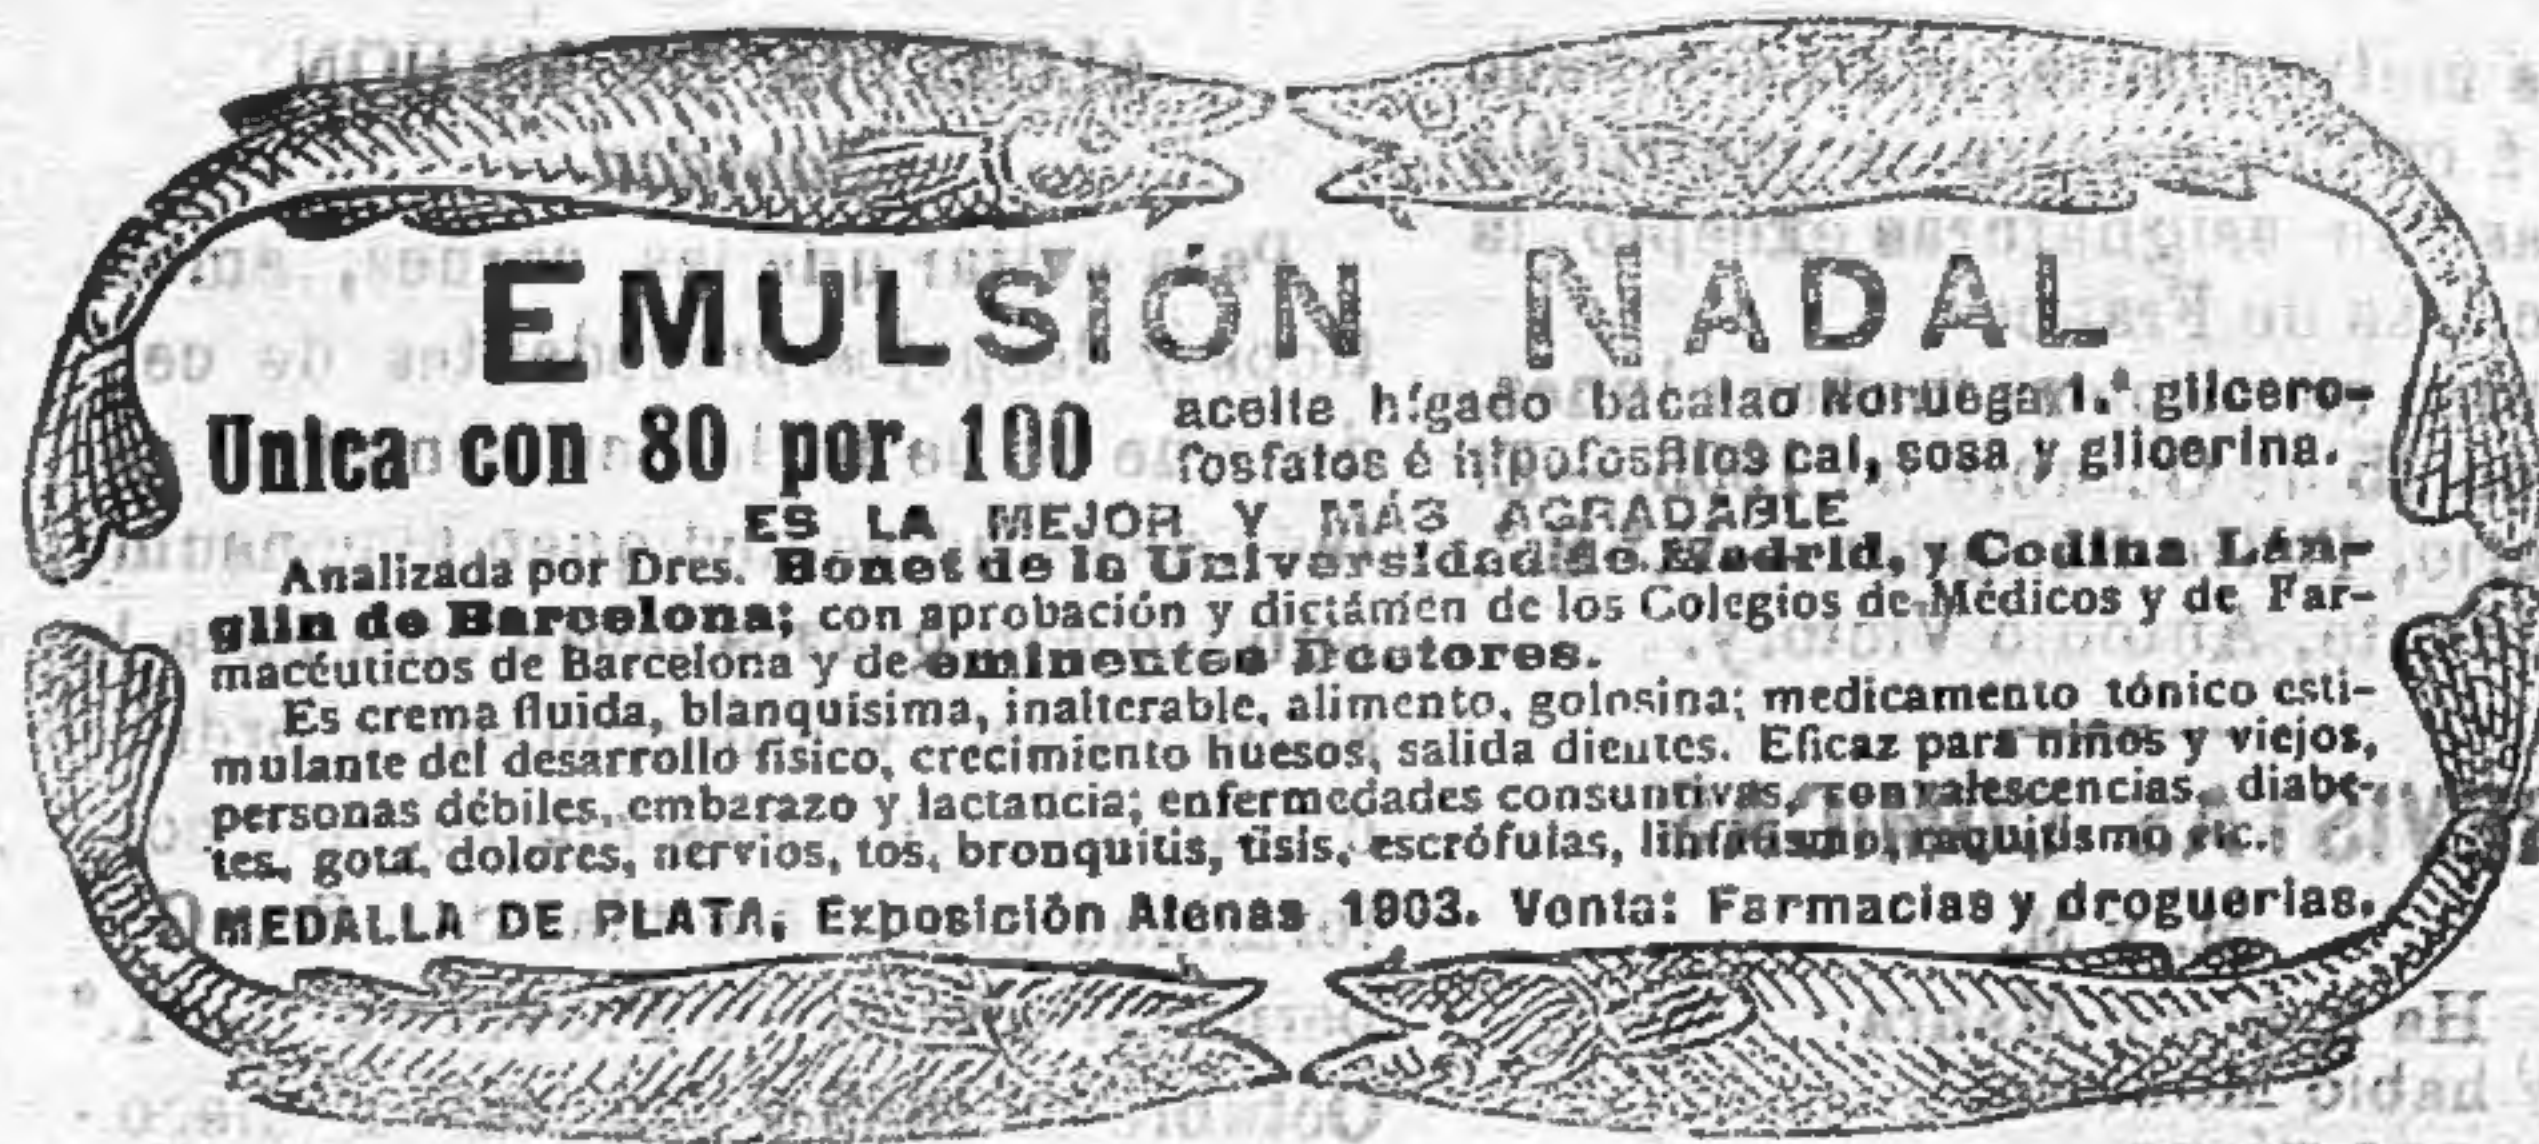 EMULSIÓN NADAL
Unica con 80 por 100 aceite hígado bacalao Noruega 1.ª glicero-
fosfatos é hipofosfitos cal, sosa y glicerina.
ES LA MEJOR Y MÁS AGRADABLE
Analizada por Dres. Bonet de la Universidad de Madrid, y Codina Län-
glin de Barcelona; con aprobación y dictámen de los Colegios de Médicos y de Far-
macéuticos de Barcelona y de eminentes Doctores.
Es crema fluida, blanquísima, inalterable, alimento, golosina; medicamento tónico esti-
mulante del desarrollo físico, crecimiento huesos, salida dientes. Eficaz para niños y viejos,
personas débiles, embarazo y lactancia; enfermedades consuntivas, convalescencias, diabe-
tes, gota, dolores, nervios, tos, bronquitis, tisis, escrófulas, linfatismo, raquitismo etc.
MEDALLA DE PLATA, Exposición Atenas 1903. Venta: Farmacias y droguerías.